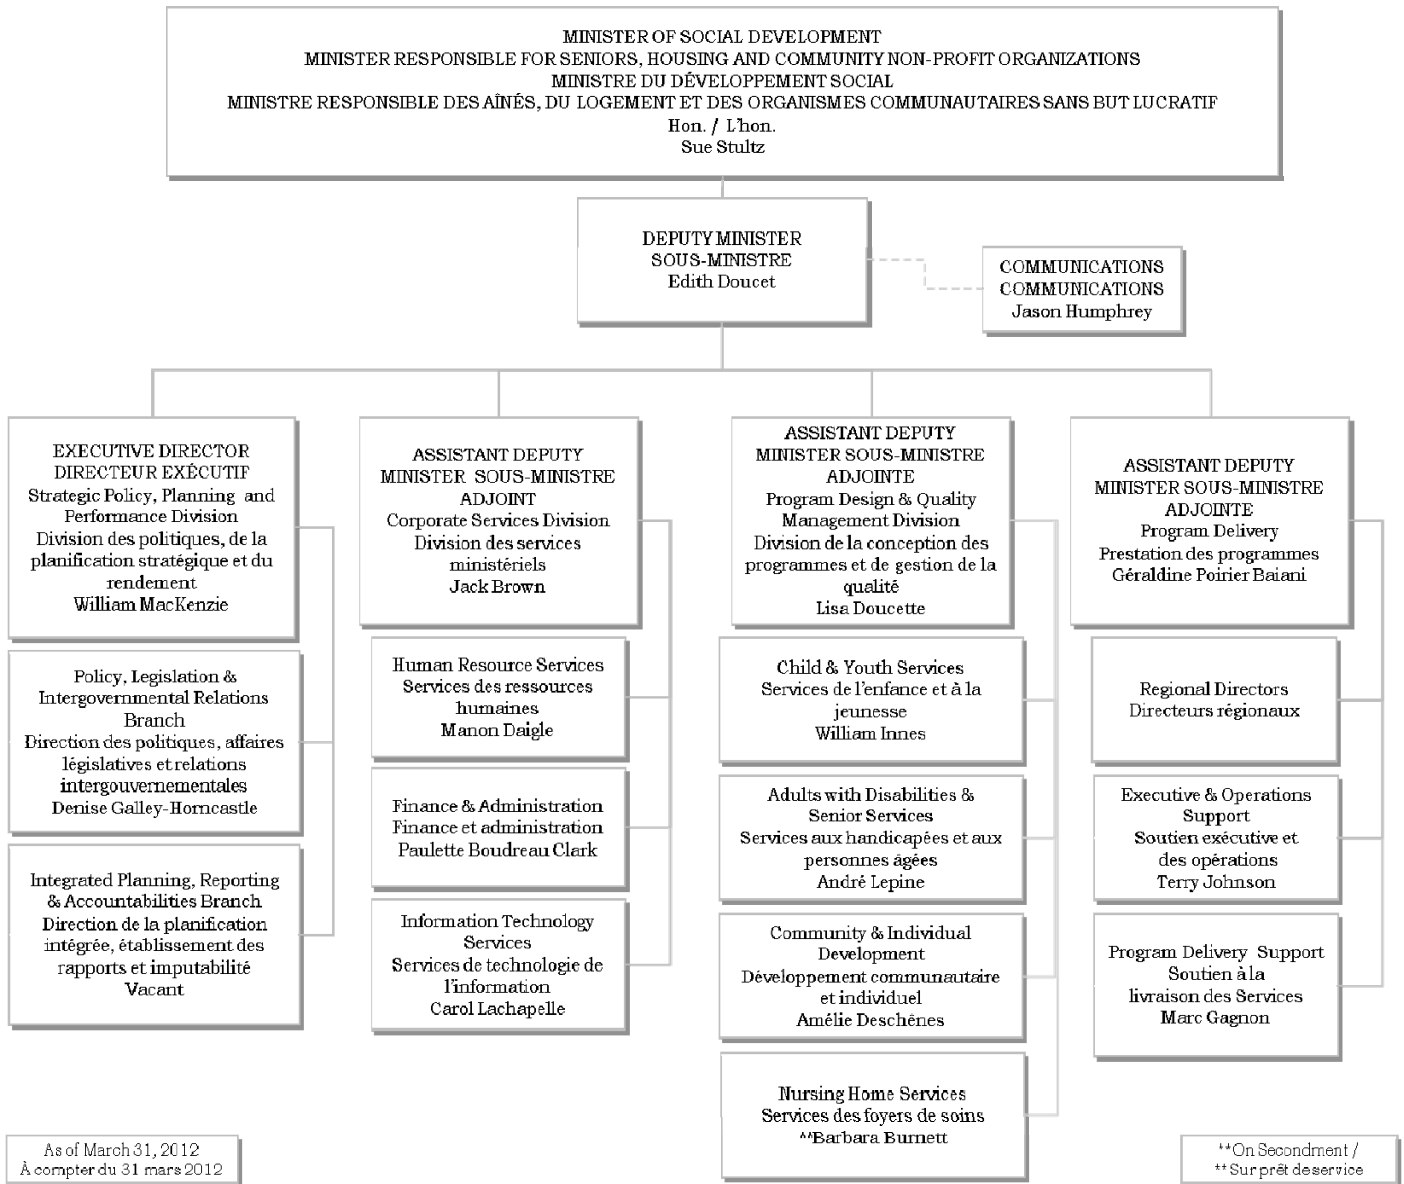 MINISTER OF SOCIAL DEVELOPMENT
MINISTER RESPONSIBLE FOR SENIORS, HOUSING AND COMMUNITY NON-PROFIT ORGANIZATIONS
MINISTRE DU DÉVELOPPEMENT SOCIAL
MINISTRE RESPONSIBLE DES AÎNÉS, DU LOGEMENT ET DES ORGANISMES COMMUNAUTAIRES SANS BUT LUCRATIF
Hon. / L'hon.
Sue Stultz
DEPUTY MINISTER
SOUS-MINISTRE
Edith Doucet
COMMUNICATIONS
COMMUNICATIONS
Jason Humphrey
EXECUTIVE DIRECTOR
DIRECTEUR EXÉCUTIF
Strategic Policy, Planning and
Performance Division
Division des politiques, de la
planification stratégique et du
rendement
William MacKenzie
Policy, Legislation &
Intergovernmental Relations
Branch
Direction des politiques, affaires
législatives et relations
intergouvernementales
Denise Galley-Horncastle
Integrated Planning, Reporting
& Accountabilities Branch
Direction de la planification
intégrée, établissement des
rapports et imputabilité
Vacant
ASSISTANT DEPUTY
MINISTER SOUS-MINISTRE
ADJOINT
Corporate Services Division
Division des services
ministériels
Jack Brown
Human Resource Services
Services des ressources
humaines
Manon Daigle
Finance & Administration
Finance et administration
Paulette Boudreau Clark
Information Technology
Services
Services de technologie de
l'information
Carol Lachapelle
ASSISTANT DEPUTY
MINISTER SOUS-MINISTRE
ADJOINTE
Program Design & Quality
Management Division
Division de la conception des
programmes et de gestion de la
qualité
Lisa Doucette
Child & Youth Services
Services de l'enfance et à la
jeunesse
William Innes
Adults with Disabilities &
Senior Services
Services aux handicapées et aux
personnes âgées
André Lepine
Community & Individual
Development
Développement communautaire
et individuel
Amélie Deschênes
Nursing Home Services
Services des foyers de soins
**Barbara Burnett
ASSISTANT DEPUTY
MINISTER SOUS-MINISTRE
ADJOINTE
Program Delivery
Prestation des programmes
Géraldine Poirier Baiani
Regional Directors
Directeurs régionaux
Executive & Operations
Support
Soutien exécutive et
des opérations
Terry Johnson
Program Delivery Support
Soutien à la
livraison des Services
Marc Gagnon
As of March 31, 2012
À compter du 31 mars 2012
**On Secondment /
**Sur prêt de service